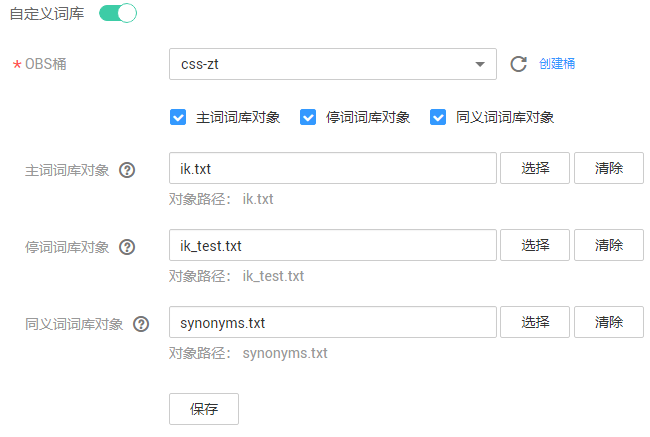 自定义词库
* OBS桶 css-zt 创建桶
主词词库对象 停词词库对象 同义词词库对象
主词词库对象 ? ik.txt 选择 清除
对象路径： ik.txt
停词词库对象 ? ik_test.txt 选择 清除
对象路径： ik_test.txt
同义词词库对象 ? synonyms.txt 选择 清除
对象路径： synonyms.txt
保存